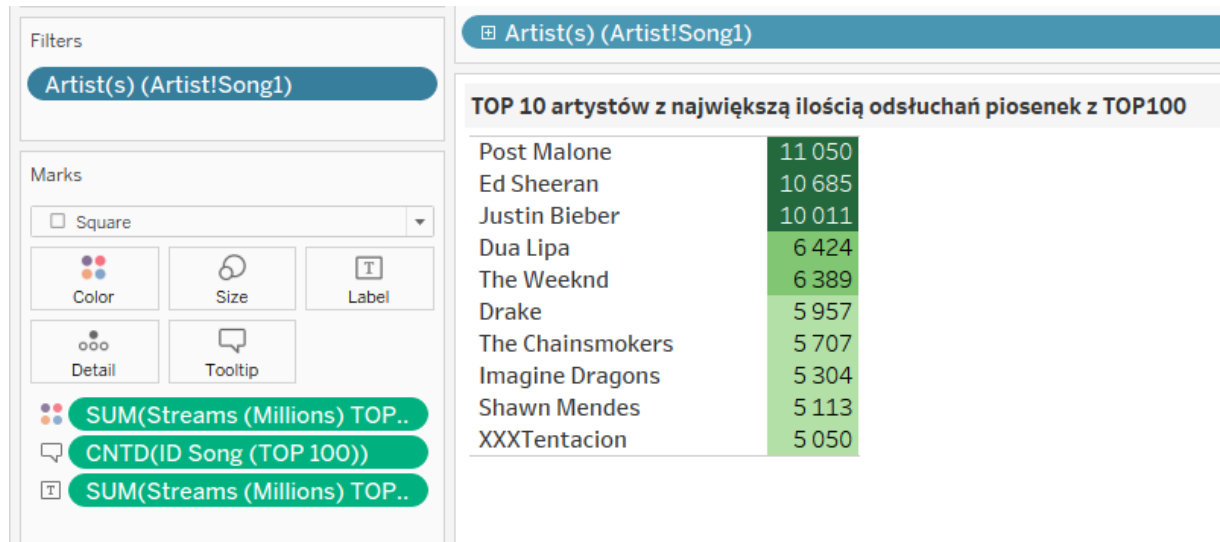 Filters
Artist(s) (Artist!Song1)
Marks
Square
Color Size Label
Detail Tooltip
SUM(Streams (Millions) TOP..
CNTD(ID Song (TOP 100))
T SUM(Streams (Millions) TOP..
Artist(s) (Artist!Song1)
TOP 10 artystów z największą ilością odsłuchań piosenek z TOP100
Post Malone 11 050
Ed Sheeran 10 685
Justin Bieber 10 011
Dua Lipa 6 424
The Weeknd 6 389
Drake 5 957
The Chainsmokers 5 707
Imagine Dragons 5 304
Shawn Mendes 5 113
XXXTentacion 5 050